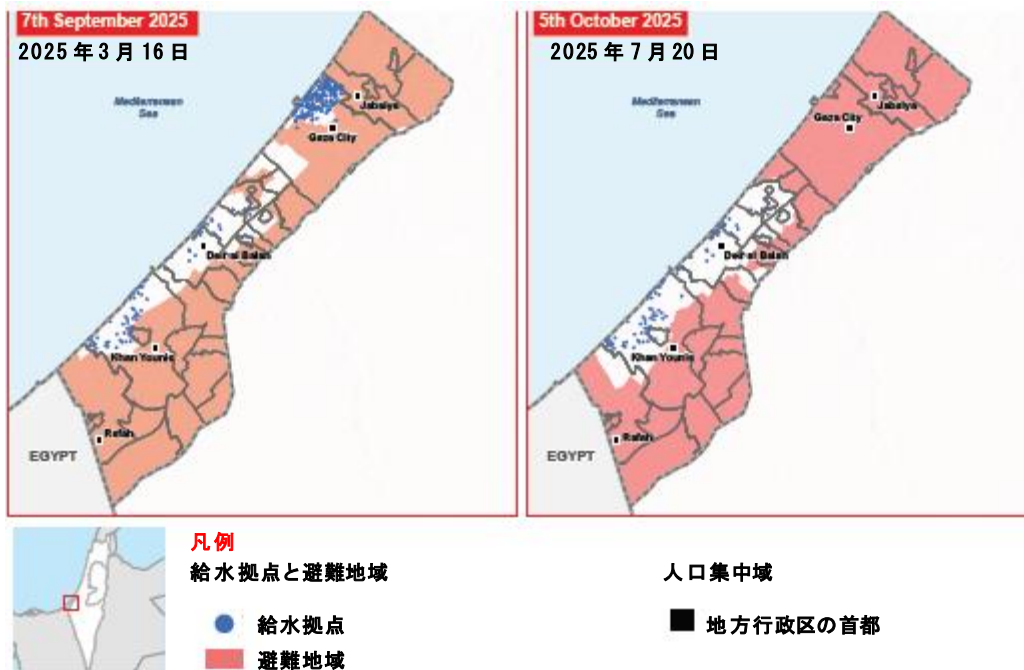 7th September 2025
2025年3月16日
Mediterranean
Sea
Jabalya
Gaza City
Deir al Balah
Khan Younis
Rafah
EGYPT
5th October 2025
2025年7月20日
Mediterranean
Sea
Jabalya
Gaza City
Deir al Balah
Khan Younis
Rafah
EGYPT
凡例
給水拠点と避難地域
給水拠点
避難地域
人口集中域
地方行政区の首都